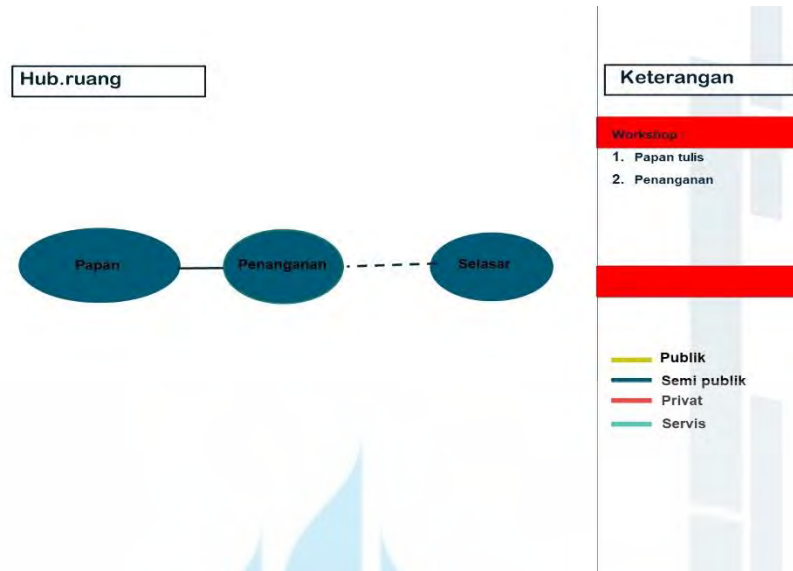 Hub.ruang
Papan
Penanganan
Selasar
Keterangan
Workshop :
1. Papan tulis
2. Penanganan
Publik
Semi publik
Privat
Servis